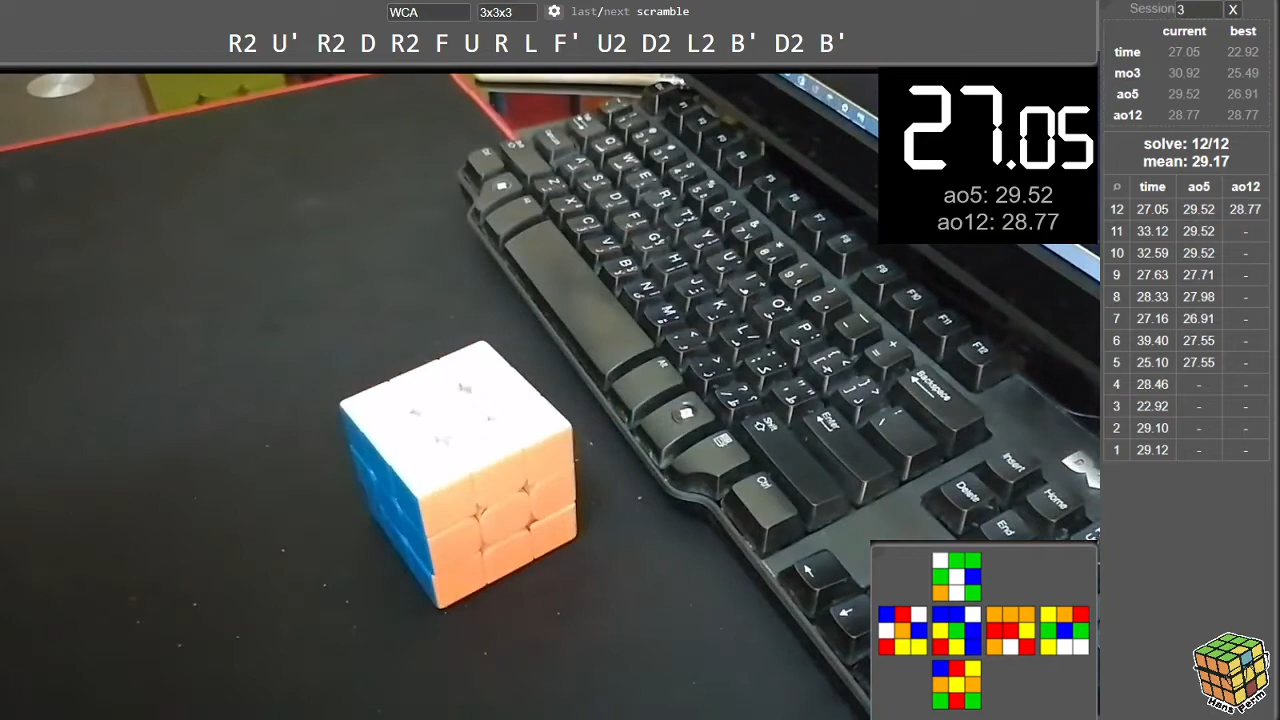 WCA 3x3x3 last/next scramble
R2 U' R2 D R2 F U R L F' U2 D2 L2 B' D2 B'
27.05
ao5: 29.52
ao12: 28.77
Session 3 X
current best
time 27.05 22.92
mo3 30.92 25.49
ao5 29.52 26.91
ao12 28.77 28.77
solve: 12/12
mean: 29.17
time ao5 ao12
12 27.05 29.52 28.77
11 33.12 29.52 -
10 32.59 29.52 -
9 27.63 27.71 -
8 28.33 27.98 -
7 27.16 26.91 -
6 39.40 27.55 -
5 25.10 27.55 -
4 28.46 - -
3 22.92 - -
2 29.10 - -
1 29.12 - -
F5 F6 F7 F8 F9 F10 F11 F12
Q W E R T Y U I O P
A S D F G H J K L
Z X C V B N M
Backspace
Enter
Shift
Alt
Ctrl
Insert
Home
Delete
End